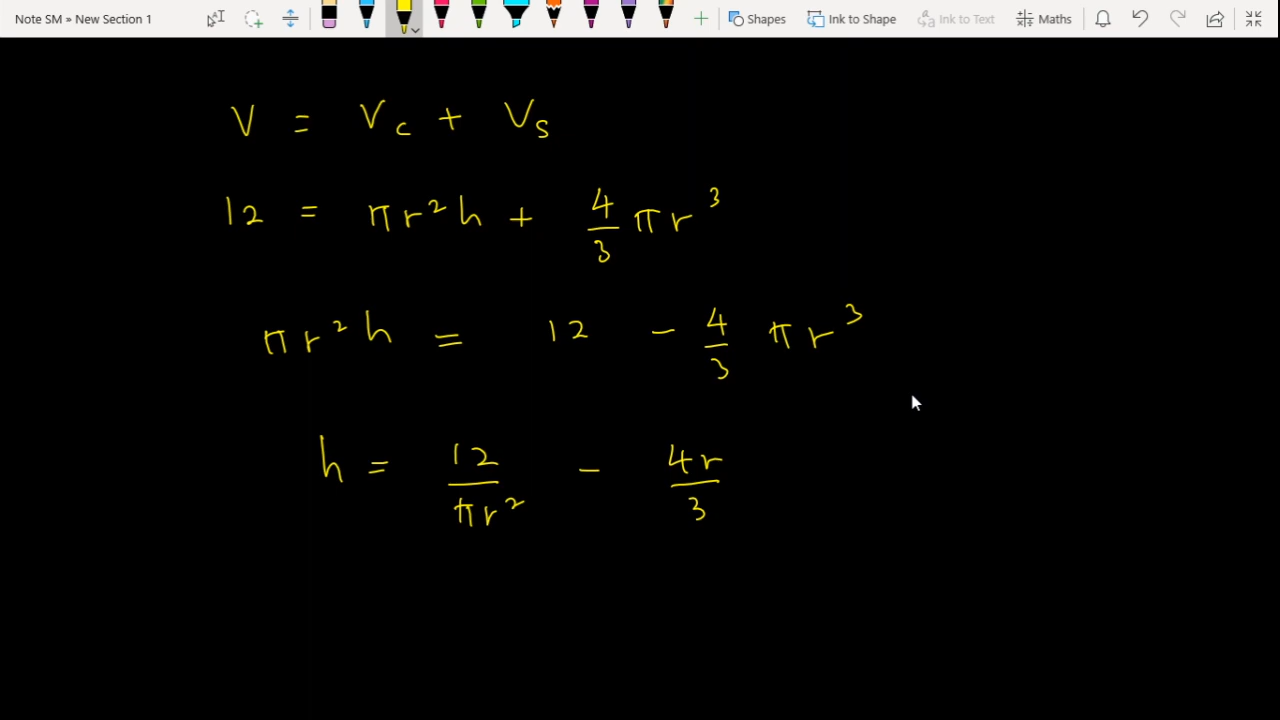 Note SM » New Section 1
Shapes Ink to Shape Ink to Text Maths
V = Vc + Vs
12 = πr²h + 4/3 πr³
πr²h = 12 - 4/3 πr³
h = 12/πr² - 4r/3